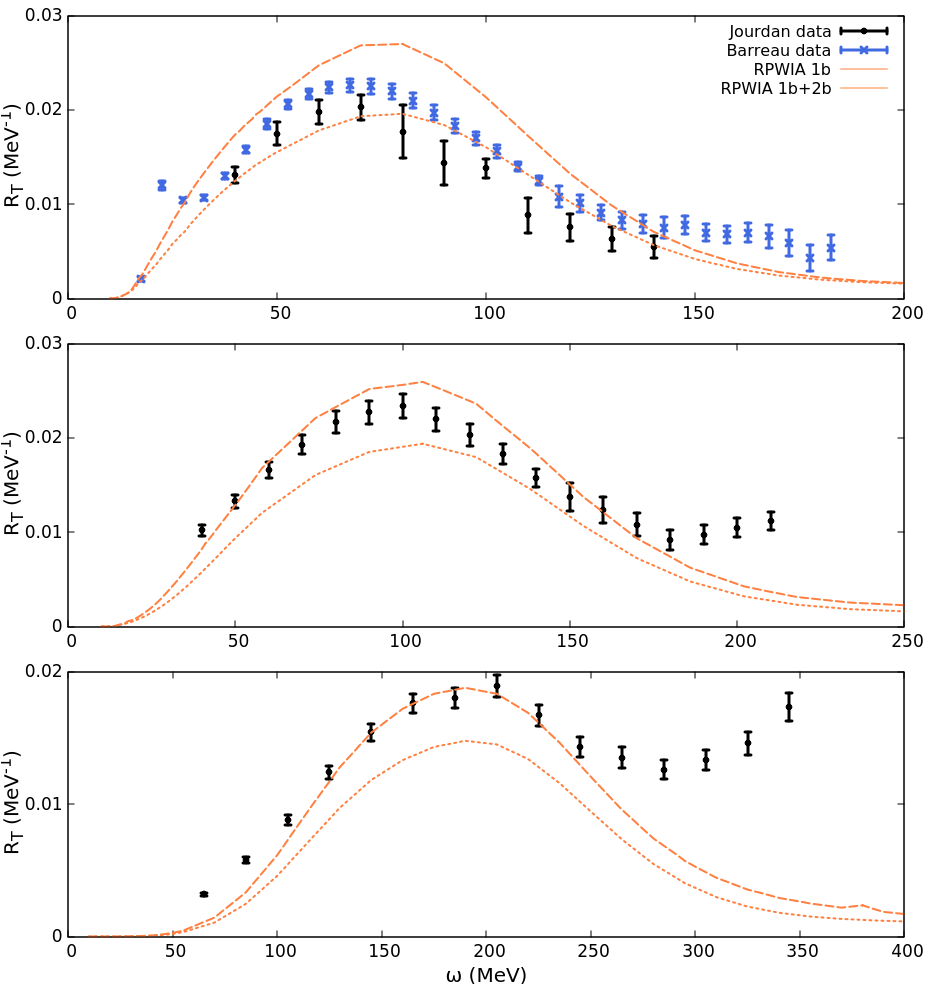 0.03
0.02
0.01
0
R_T (MeV⁻¹)
Jourdan data
Barreau data
RPWIA 1b
RPWIA 1b+2b
0 50 100 150 200
0.03
0.02
0.01
0
R_T (MeV⁻¹)
0 50 100 150 200 250
0.02
0.01
0
R_T (MeV⁻¹)
0 50 100 150 200 250 300 350 400
ω (MeV)